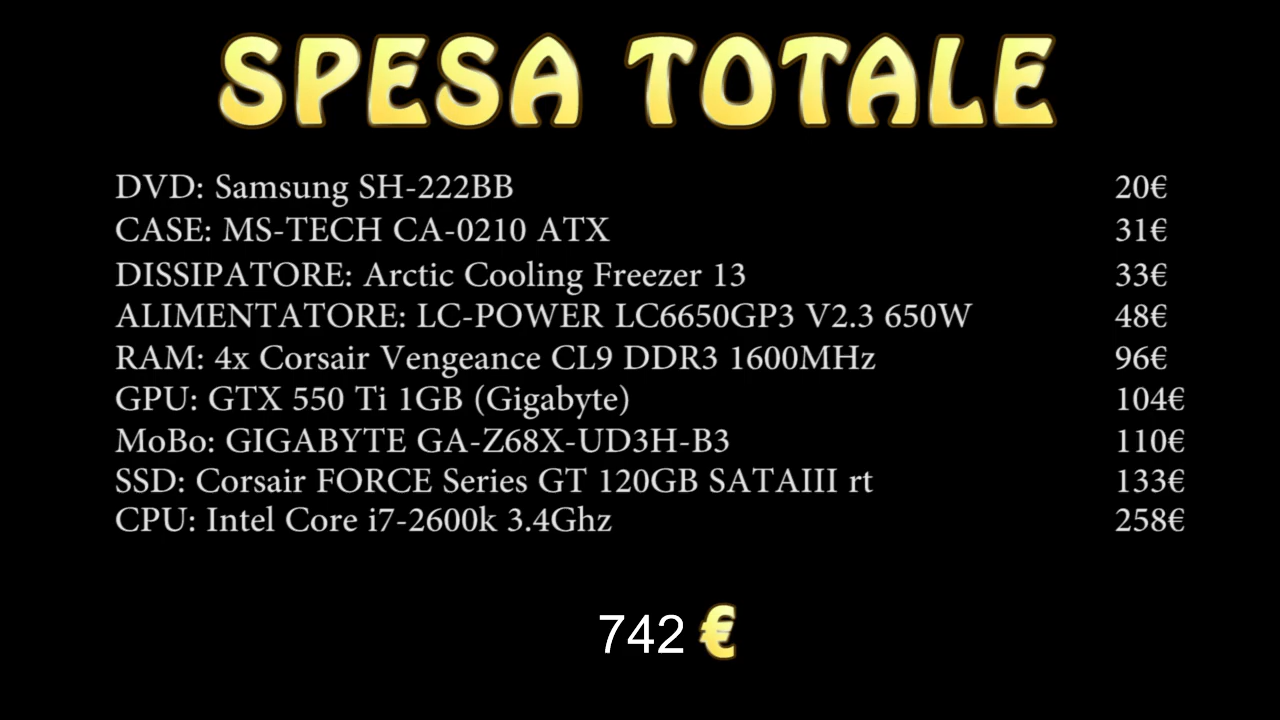 SPESA TOTALE
DVD: Samsung SH-222BB 20€
CASE: MS-TECH CA-0210 ATX 31€
DISSIPATORE: Arctic Cooling Freezer 13 33€
ALIMENTATORE: LC-POWER LC6650GP3 V2.3 650W 48€
RAM: 4x Corsair Vengeance CL9 DDR3 1600MHz 96€
GPU: GTX 550 Ti 1GB (Gigabyte) 104€
MoBo: GIGABYTE GA-Z68X-UD3H-B3 110€
SSD: Corsair FORCE Series GT 120GB SATAIII rt 133€
CPU: Intel Core i7-2600k 3.4Ghz 258€
742 €